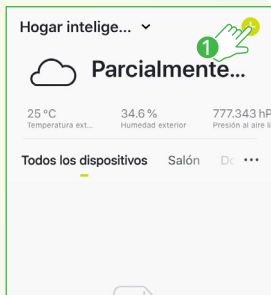 Hogar intelige...
1
Parcialmente...
25 °C 34.6 % 777.343 hP
Temperatura ext... Humedad exterior Presión al aire li
Todos los dispositivos Salón Do ...